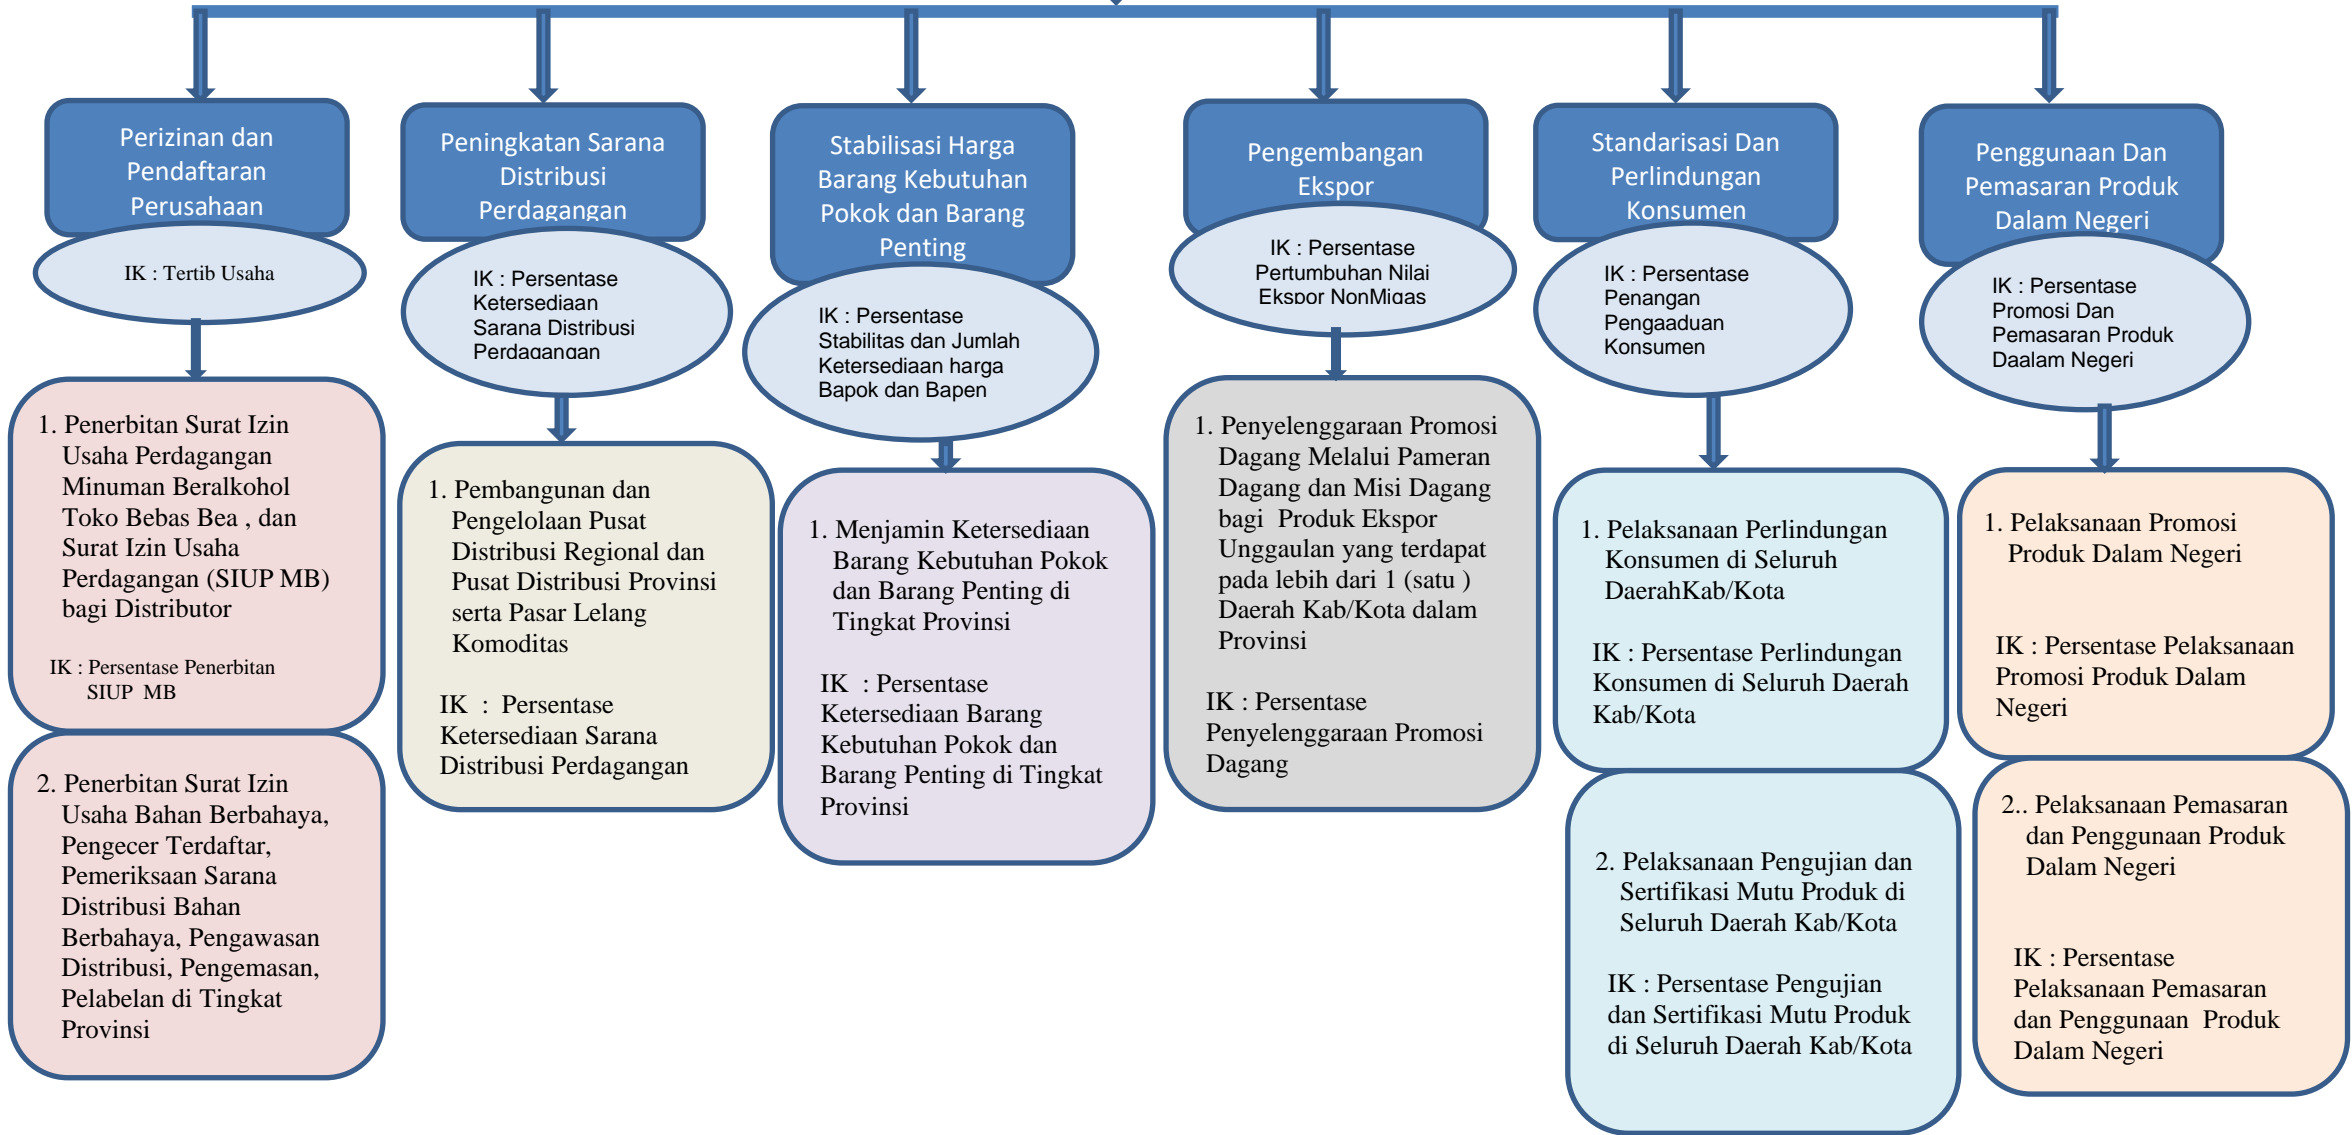 Perizinan dan
Pendaftaran
Perusahaan
IK : Tertib Usaha
1. Penerbitan Surat Izin
Usaha Perdagangan
Minuman Beralkohol
Toko Bebas Bea , dan
Surat Izin Usaha
Perdagangan (SIUP MB)
bagi Distributor
IK : Persentase Penerbitan
SIUP MB
2. Penerbitan Surat Izin
Usaha Bahan Berbahaya,
Pengecer Terdaftar,
Pemeriksaan Sarana
Distribusi Bahan
Berbahaya, Pengawasan
Distribusi, Pengemasan,
Pelabelan di Tingkat
Provinsi
Peningkatan Sarana
Distribusi
Perdagangan
IK : Persentase
Ketersediaan
Sarana Distribusi
Perdagangan
1. Pembangunan dan
Pengelolaan Pusat
Distribusi Regional dan
Pusat Distribusi Provinsi
serta Pasar Lelang
Komoditas
IK : Persentase
Ketersediaan Sarana
Distribusi Perdagangan
Stabilisasi Harga
Barang Kebutuhan
Pokok dan Barang
Penting
IK : Persentase
Stabilitas dan Jumlah
Ketersediaan harga
Bapok dan Bapen
1. Menjamin Ketersediaan
Barang Kebutuhan Pokok
dan Barang Penting di
Tingkat Provinsi
IK : Persentase
Ketersediaan Barang
Kebutuhan Pokok dan
Barang Penting di Tingkat
Provinsi
Pengembangan
Ekspor
IK : Persentase
Pertumbuhan Nilai
Ekspor NonMigas
1. Penyelenggaraan Promosi
Dagang Melalui Pameran
Dagang dan Misi Dagang
bagi Produk Ekspor
Unggaulan yang terdapat
pada lebih dari 1 (satu )
Daerah Kab/Kota dalam
Provinsi
IK : Persentase
Penyelenggaraan Promosi
Dagang
Standarisasi Dan
Perlindungan
Konsumen
IK : Persentase
Penangan
Pengaaduan
Konsumen
1. Pelaksanaan Perlindungan
Konsumen di Seluruh
DaerahKab/Kota
IK : Persentase Perlindungan
Konsumen di Seluruh Daerah
Kab/Kota
2. Pelaksanaan Pengujian dan
Sertifikasi Mutu Produk di
Seluruh Daerah Kab/Kota
IK : Persentase Pengujian
dan Sertifikasi Mutu Produk
di Seluruh Daerah Kab/Kota
Penggunaan Dan
Pemasaran Produk
Dalam Negeri
IK : Persentase
Promosi Dan
Pemasaran Produk
Daalam Negeri
1. Pelaksanaan Promosi
Produk Dalam Negeri
IK : Persentase Pelaksanaan
Promosi Produk Dalam
Negeri
2.. Pelaksanaan Pemasaran
dan Penggunaan Produk
Dalam Negeri
IK : Persentase
Pelaksanaan Pemasaran
dan Penggunaan Produk
Dalam Negeri